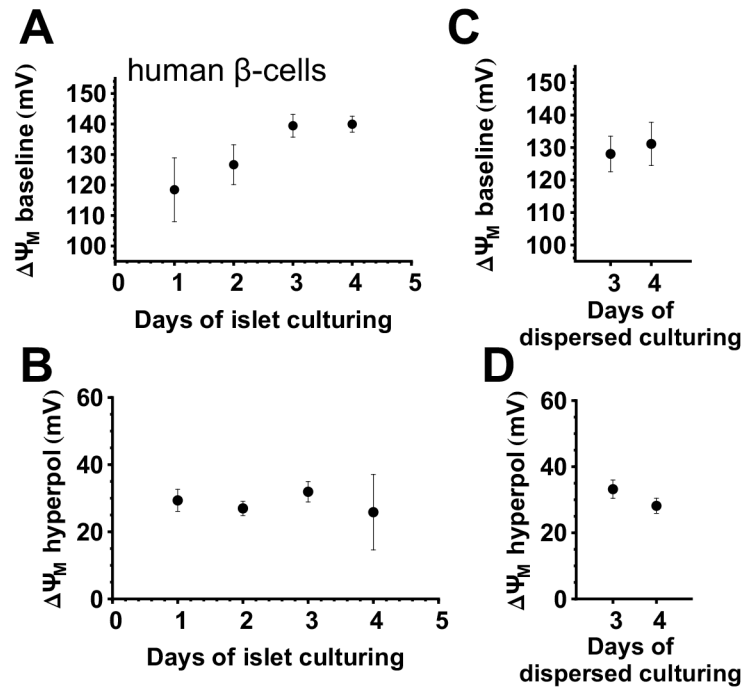 A
human β-cells
ΔΨM baseline (mV)
150
140
130
120
110
100
0 1 2 3 4 5
Days of islet culturing
C
ΔΨM baseline (mV)
150
140
130
120
110
100
3 4
Days of
dispersed culturing
B
ΔΨM hyperpol (mV)
60
40
20
0
0 1 2 3 4 5
Days of islet culturing
D
ΔΨM hyperpol (mV)
60
40
20
0
3 4
Days of
dispersed culturing